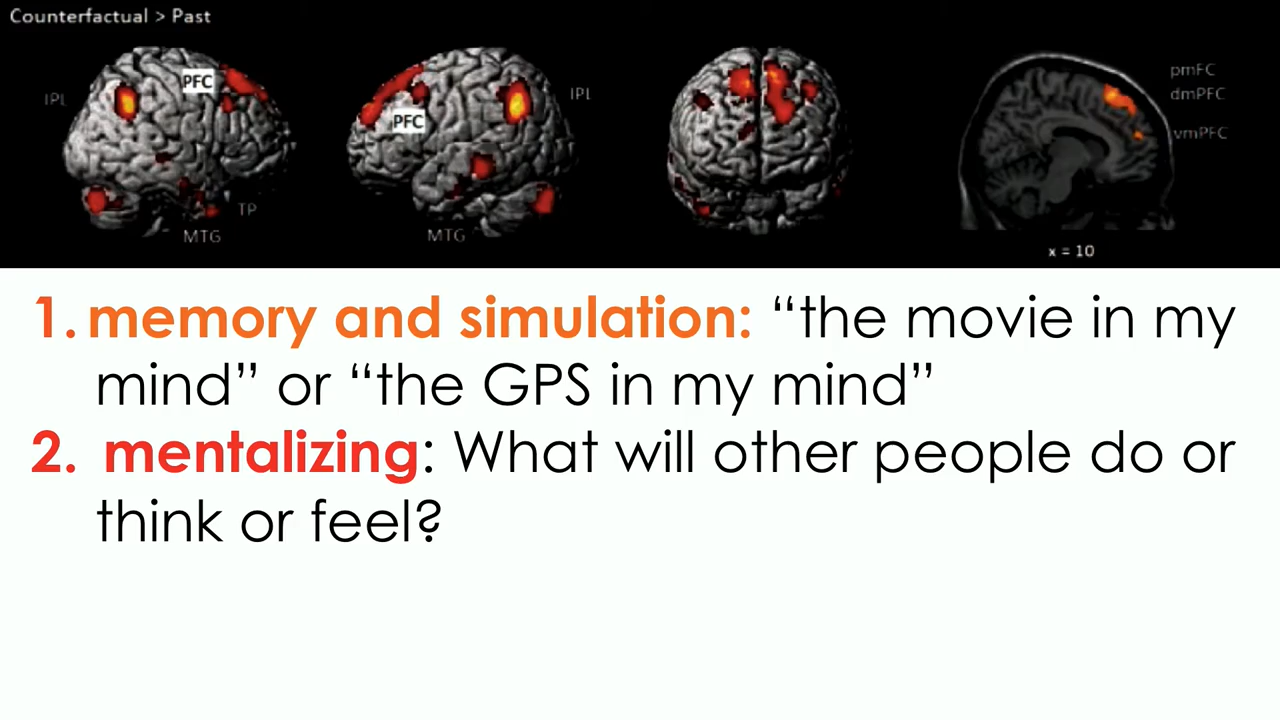 Counterfactual > Past
IPL
PFC
TP
MTG
PFC
IPL
MTG
pmFC
dmPFC
vmPFC
x = 10
1. memory and simulation: “the movie in my
mind” or “the GPS in my mind”
2. mentalizing: What will other people do or
think or feel?